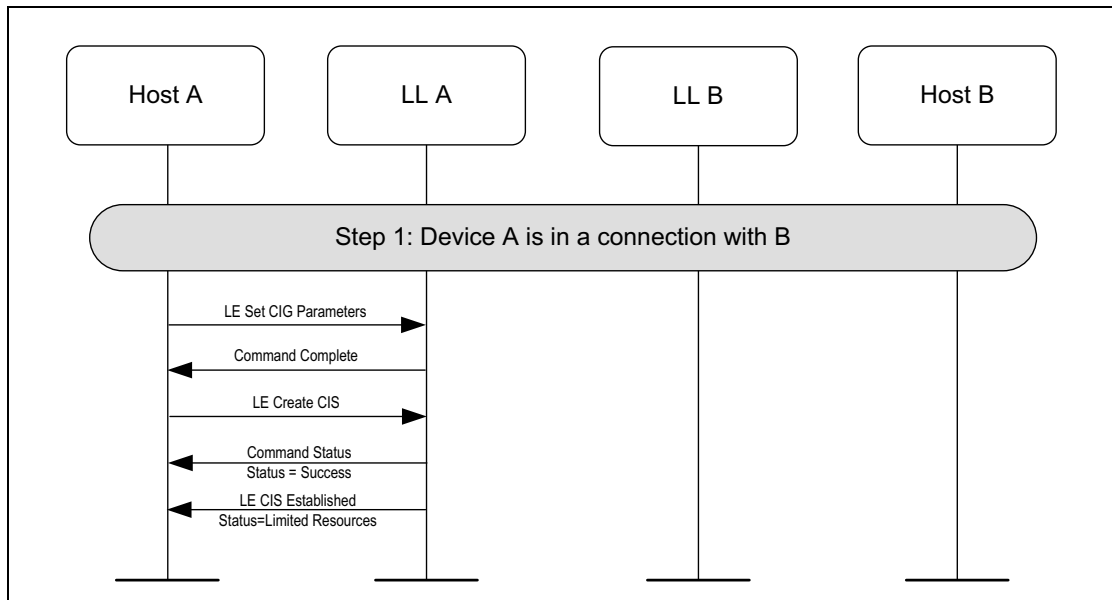 Host A
LL A
LL B
Host B
Step 1: Device A is in a connection with B
LE Set CIG Parameters
Command Complete
LE Create CIS
Command Status
Status = Success
LE CIS Established
Status=Limited Resources